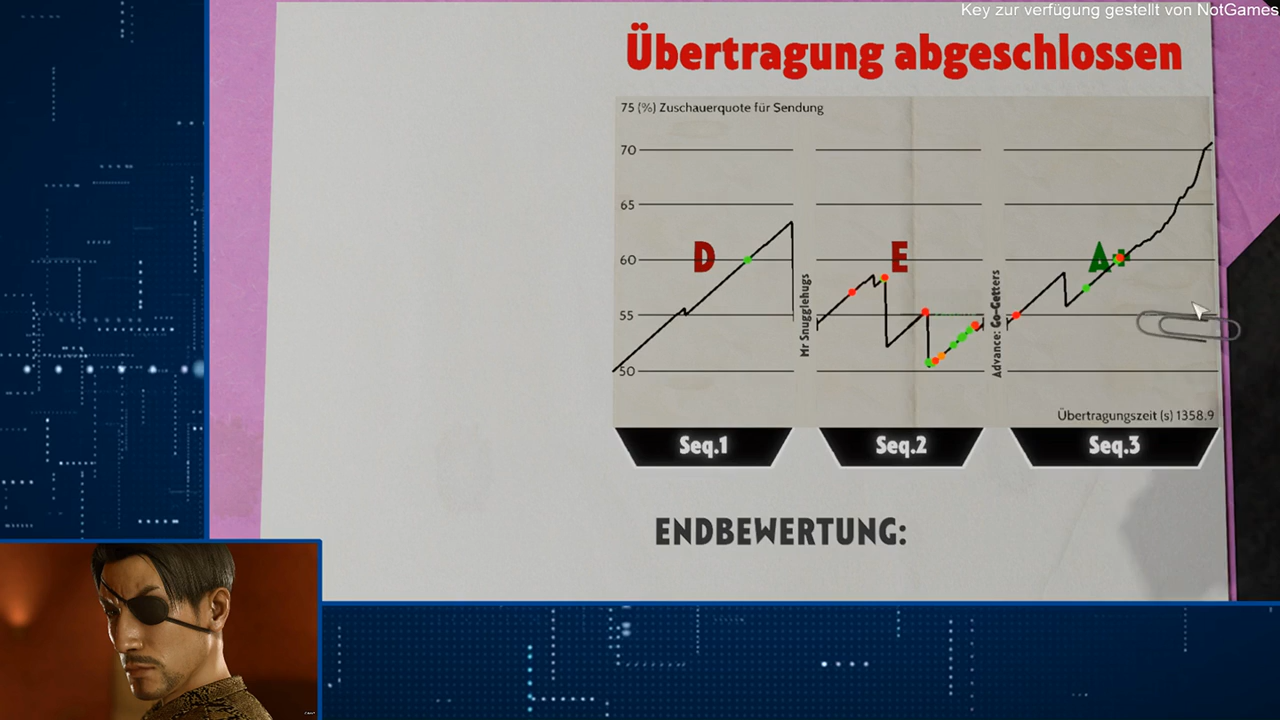 Key zur verfügung gestellt von NotGames
Übertragung abgeschlossen
75 (%) Zuschauerquote für Sendung
70
65
60
55
50
D
E
A+
Mr Snugglehugs
Advance: Go-Getters
Übertragungszeit (s) 1358.9
Seq.1
Seq.2
Seq.3
ENDBEWERTUNG: